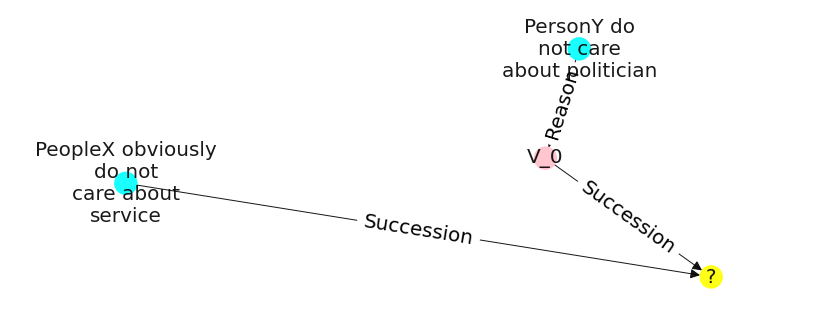 PersonY do
not care
about politician
Reason
PeopleX obviously
do not
care about
service
V_0
Succession
Succession
?